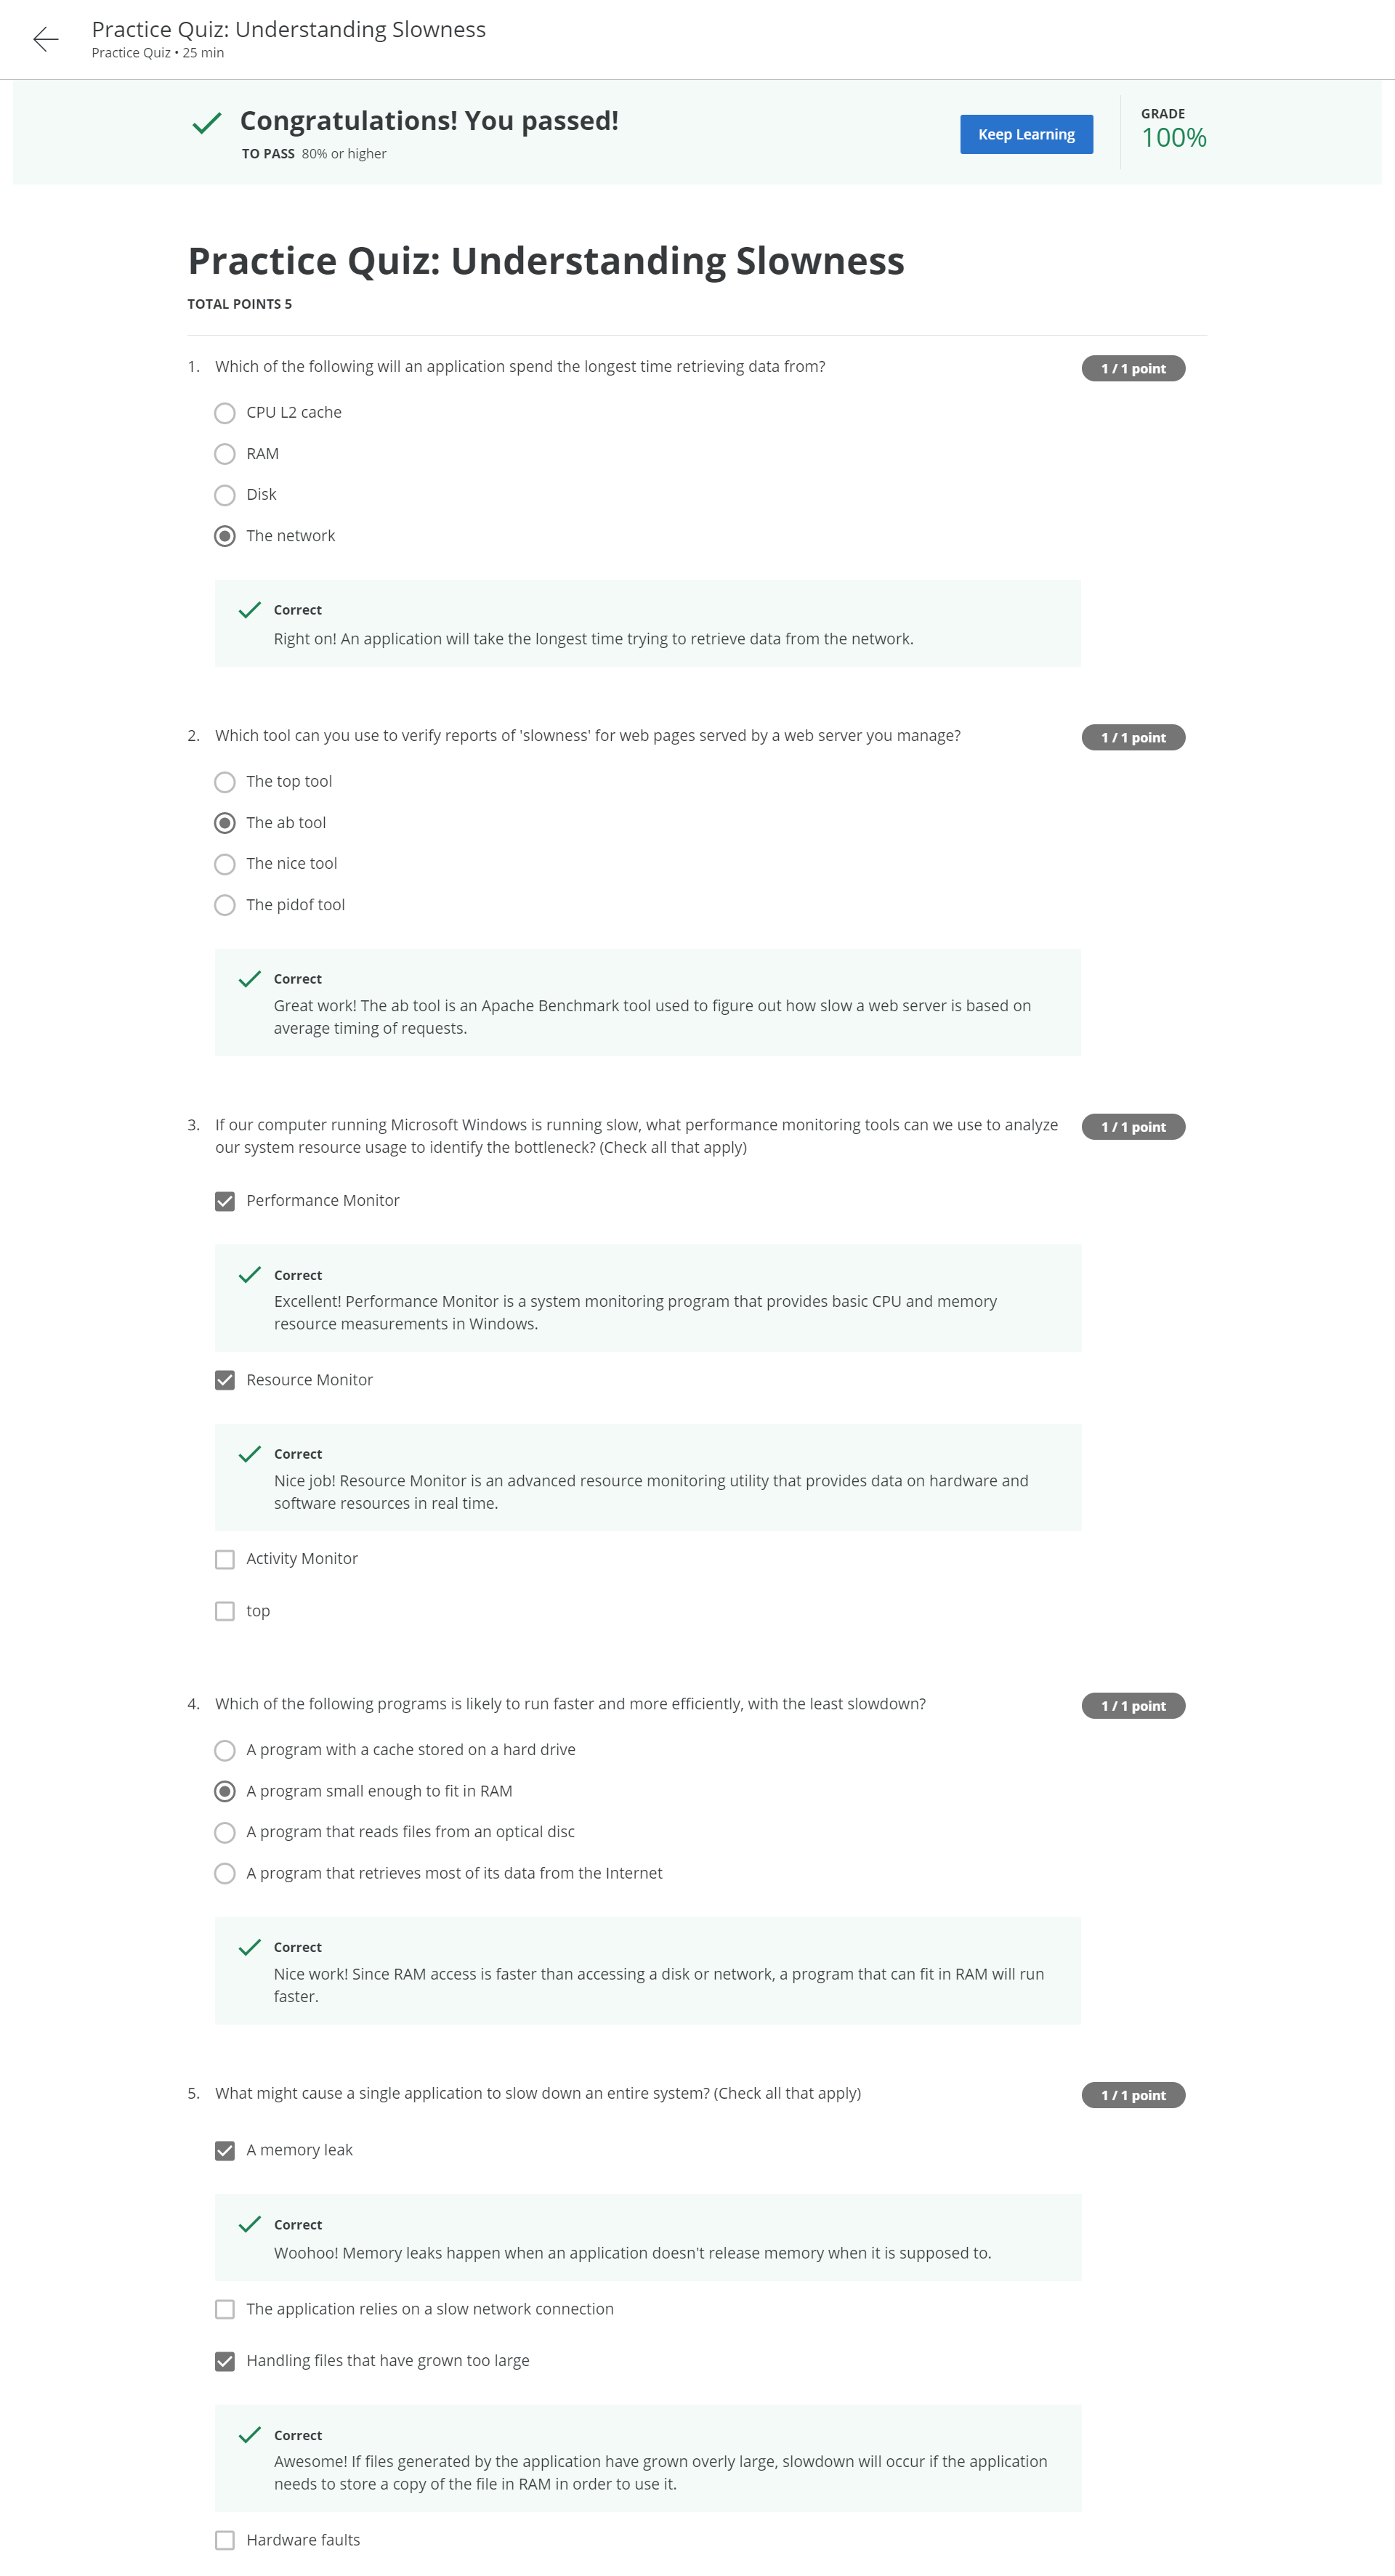 Practice Quiz: Understanding Slowness
Practice Quiz • 25 min
Congratulations! You passed!
TO PASS 80% or higher
Keep Learning
GRADE
100%
Practice Quiz: Understanding Slowness
TOTAL POINTS 5
1. Which of the following will an application spend the longest time retrieving data from?
1 / 1 point
CPU L2 cache
RAM
Disk
The network
Correct
Right on! An application will take the longest time trying to retrieve data from the network.
2. Which tool can you use to verify reports of 'slowness' for web pages served by a web server you manage?
1 / 1 point
The top tool
The ab tool
The nice tool
The pidof tool
Correct
Great work! The ab tool is an Apache Benchmark tool used to figure out how slow a web server is based on
average timing of requests.
3. If our computer running Microsoft Windows is running slow, what performance monitoring tools can we use to analyze
our system resource usage to identify the bottleneck? (Check all that apply)
1 / 1 point
Performance Monitor
Correct
Excellent! Performance Monitor is a system monitoring program that provides basic CPU and memory
resource measurements in Windows.
Resource Monitor
Correct
Nice job! Resource Monitor is an advanced resource monitoring utility that provides data on hardware and
software resources in real time.
Activity Monitor
top
4. Which of the following programs is likely to run faster and more efficiently, with the least slowdown?
1 / 1 point
A program with a cache stored on a hard drive
A program small enough to fit in RAM
A program that reads files from an optical disc
A program that retrieves most of its data from the Internet
Correct
Nice work! Since RAM access is faster than accessing a disk or network, a program that can fit in RAM will run
faster.
5. What might cause a single application to slow down an entire system? (Check all that apply)
1 / 1 point
A memory leak
Correct
Woohoo! Memory leaks happen when an application doesn't release memory when it is supposed to.
The application relies on a slow network connection
Handling files that have grown too large
Correct
Awesome! If files generated by the application have grown overly large, slowdown will occur if the application
needs to store a copy of the file in RAM in order to use it.
Hardware faults